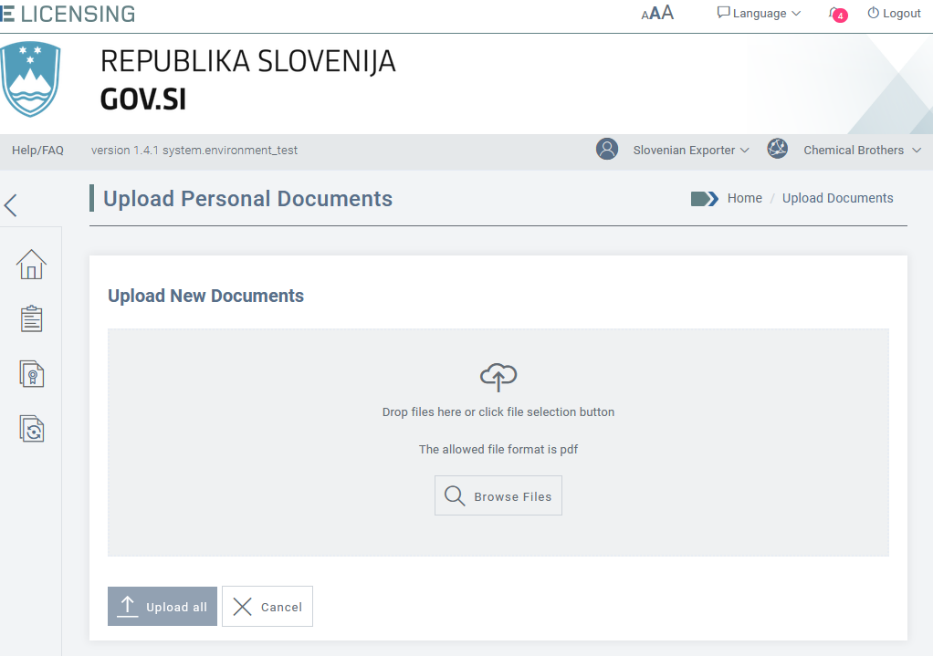 E LICENSING
AAA Language 4 Logout
REPUBLIKA SLOVENIJA
GOV.SI
Help/FAQ version 1.4.1 system.environment_test Slovenian Exporter Chemical Brothers
Upload Personal Documents
Home / Upload Documents
Upload New Documents
Drop files here or click file selection button
The allowed file format is pdf
Browse Files
Upload all Cancel